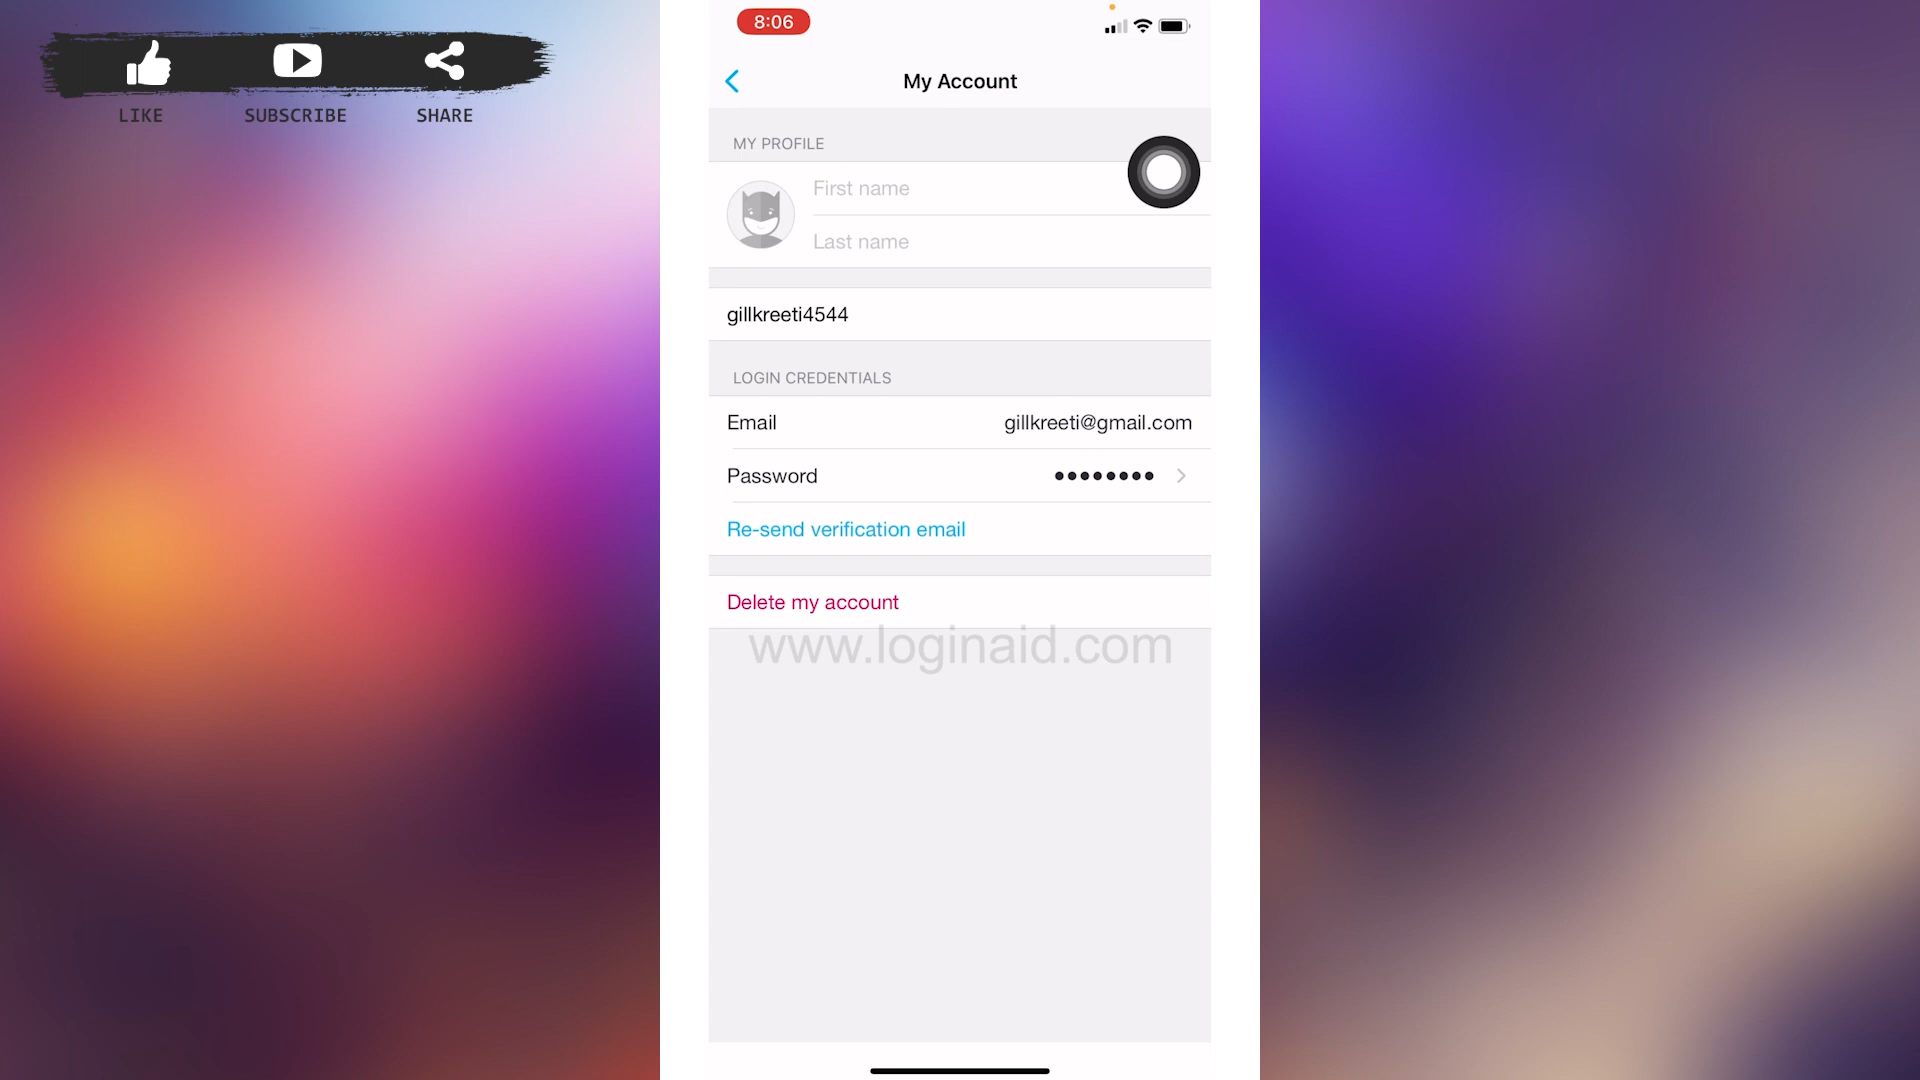 8:06
LIKE SUBSCRIBE SHARE
My Account
MY PROFILE
First name
Last name
gillkreeti4544
LOGIN CREDENTIALS
Email gillkreeti@gmail.com
Password ••••••••
Re-send verification email
Delete my account
www.loginaid.com